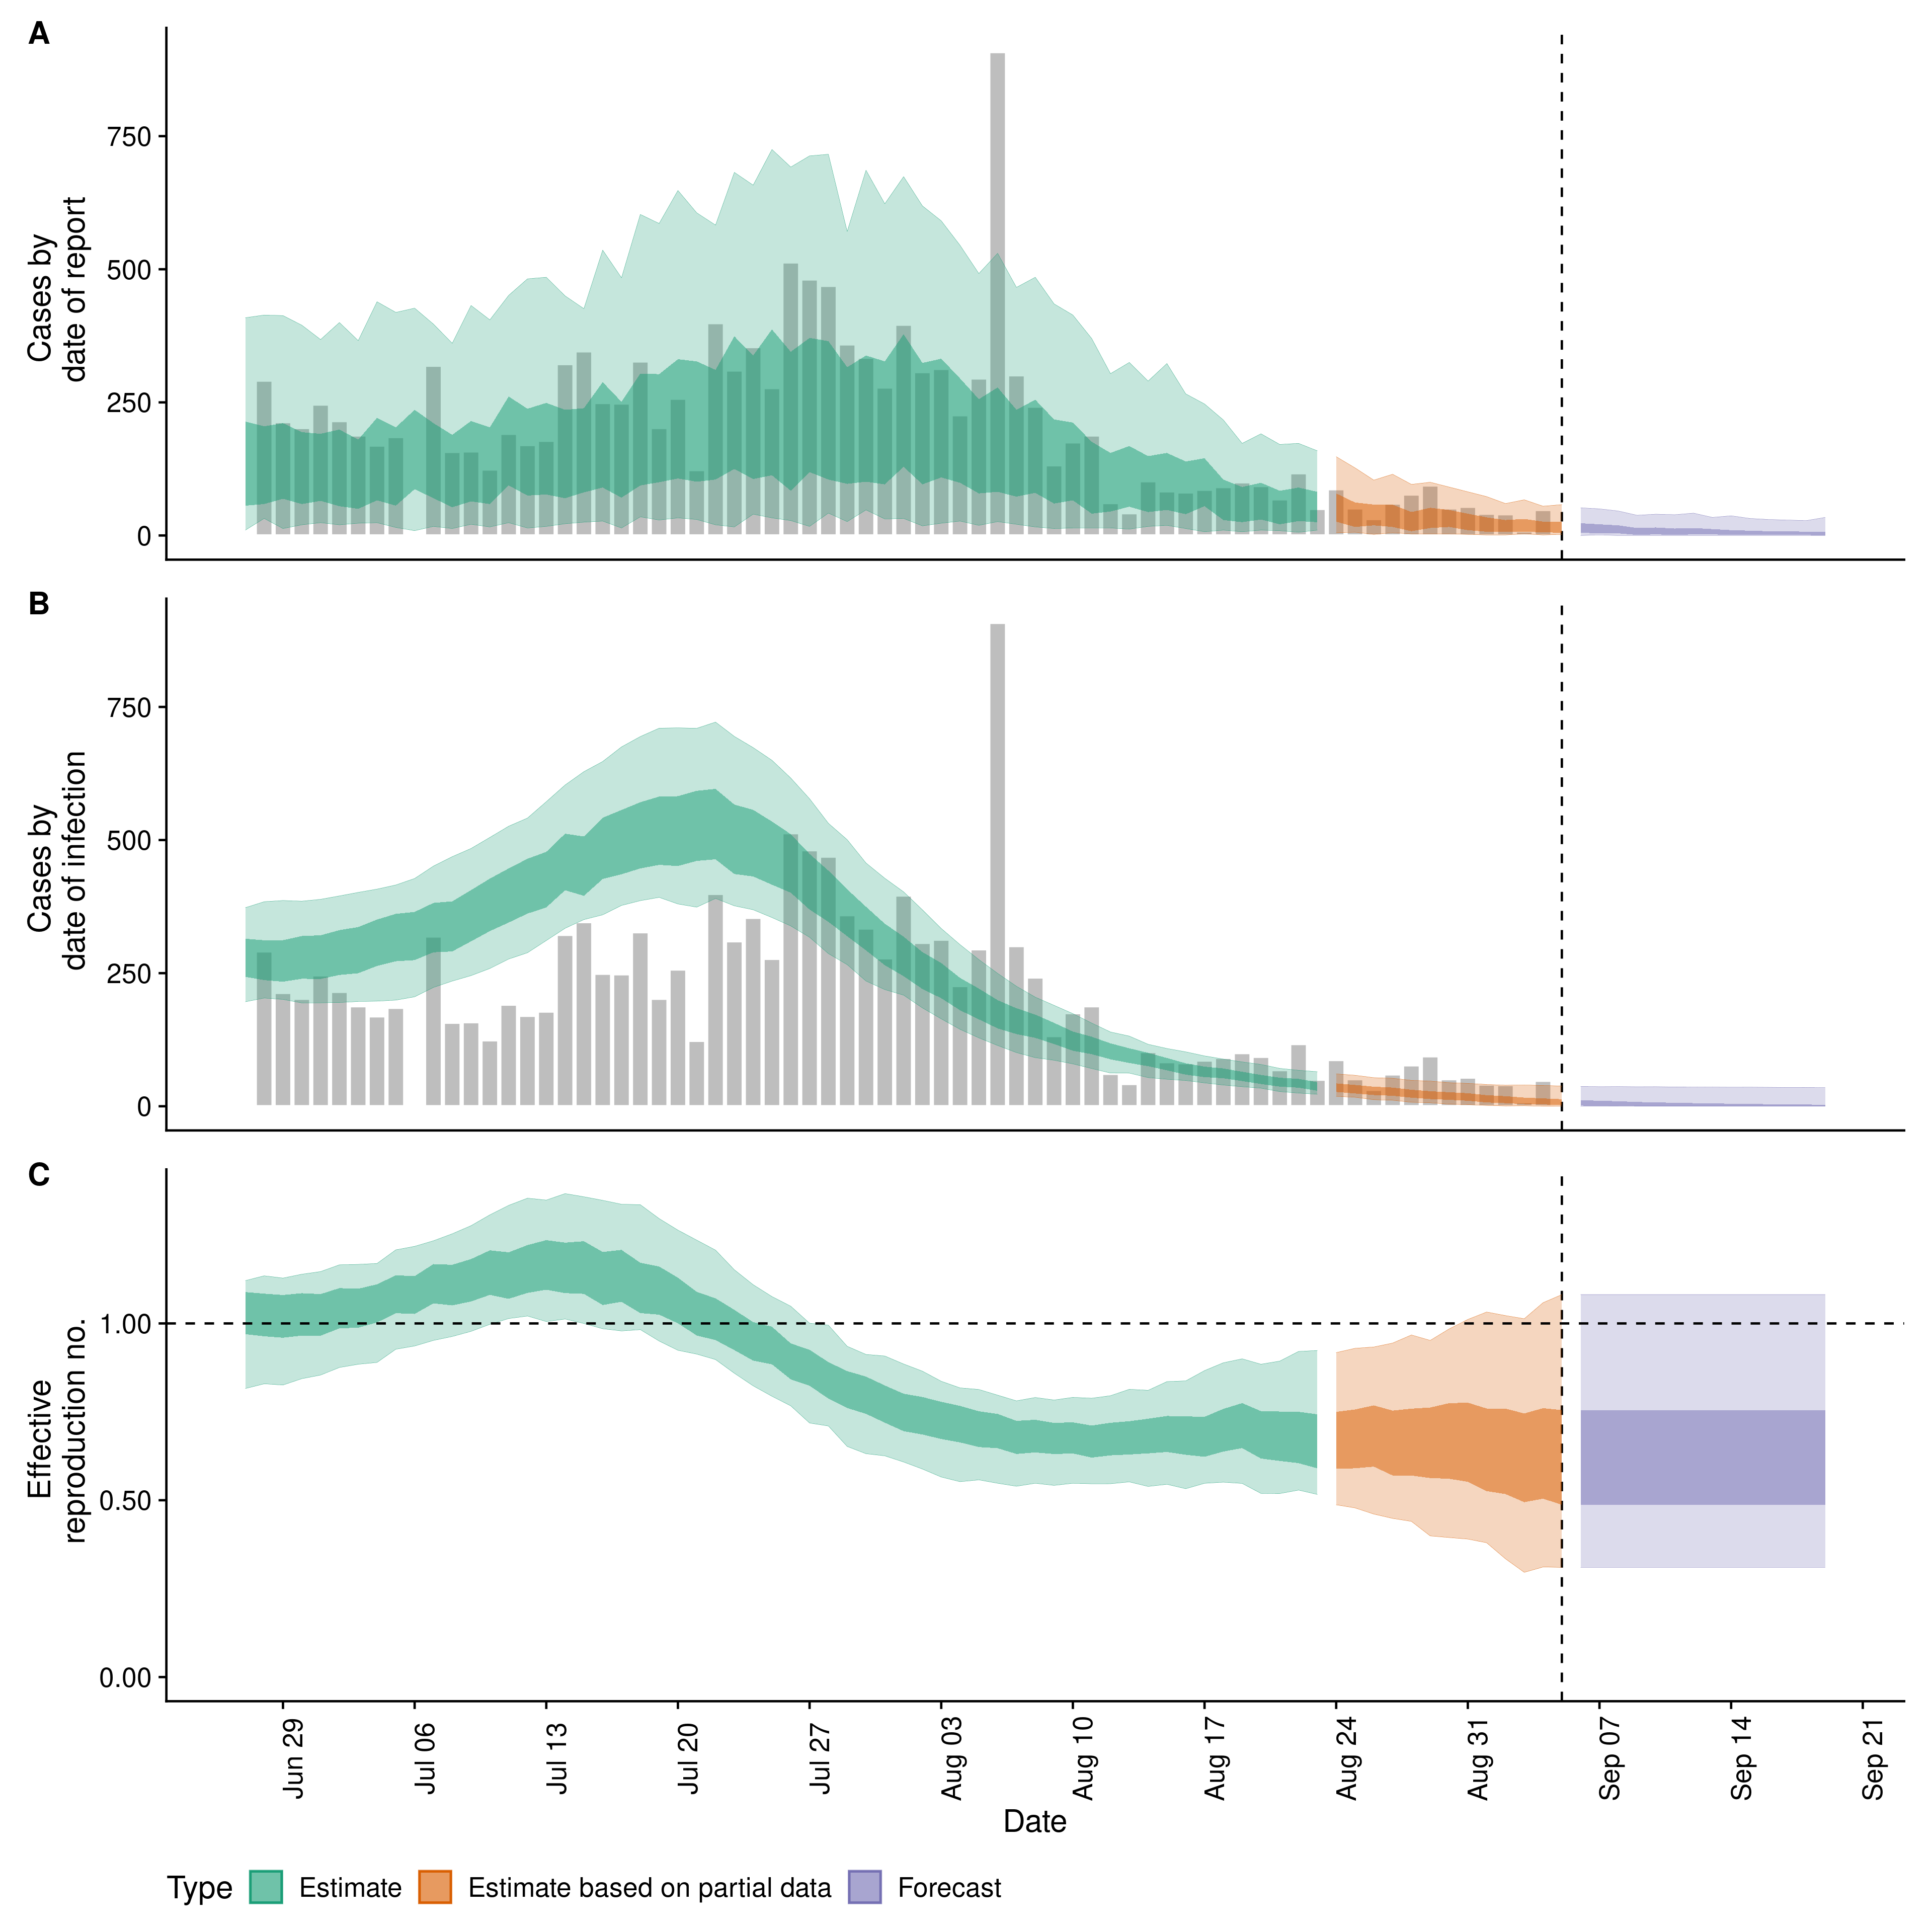 A
Cases by
date of report
750
500
250
0
B
Cases by
date of infection
750
500
250
0
C
Effective
reproduction no.
1.00
0.50
0.00
Jun 29
Jul 06
Jul 13
Jul 20
Jul 27
Aug 03
Aug 10
Aug 17
Aug 24
Aug 31
Sep 07
Sep 14
Sep 21
Date
Type Estimate Estimate based on partial data Forecast